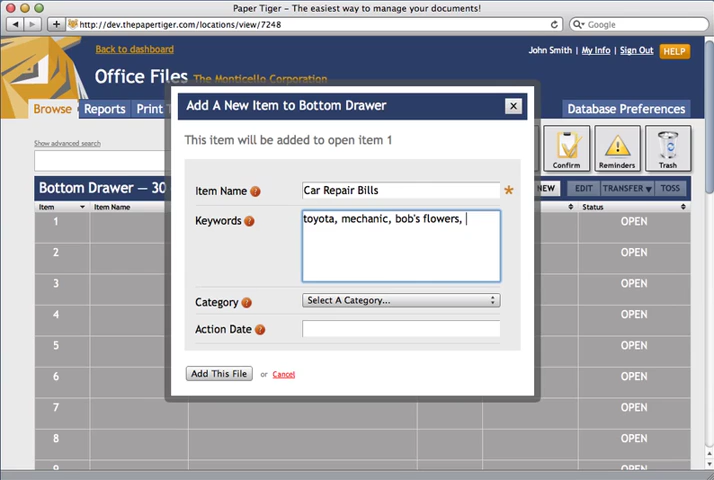 Paper Tiger - The easiest way to manage your documents!
http://dev.thepapertiger.com/locations/view/7248
Google
Back to dashboard
John Smith | My Info | Sign Out HELP
Office Files The Monticello Corporation
Browse Reports Print T Database Preferences
Add A New Item to Bottom Drawer X
This item will be added to open item 1
Show advanced search
Confirm Reminders Trash
Bottom Drawer — 30 NEW EDIT TRANSFER TOSS
Item Item Name Status
Item Name ? Car Repair Bills *
Keywords ? toyota, mechanic, bob's flowers,
Category ? Select A Category...
Action Date ?
Add This File or Cancel
1 OPEN
2 OPEN
3 OPEN
4 OPEN
5 OPEN
6 OPEN
7 OPEN
8 OPEN